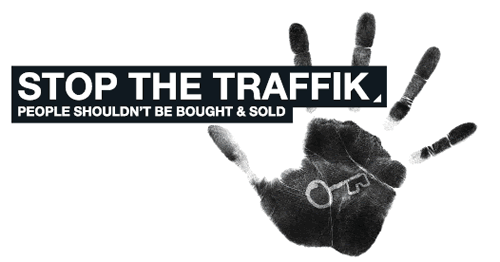 STOP THE TRAFFIK
PEOPLE SHOULDN'T BE BOUGHT & SOLD